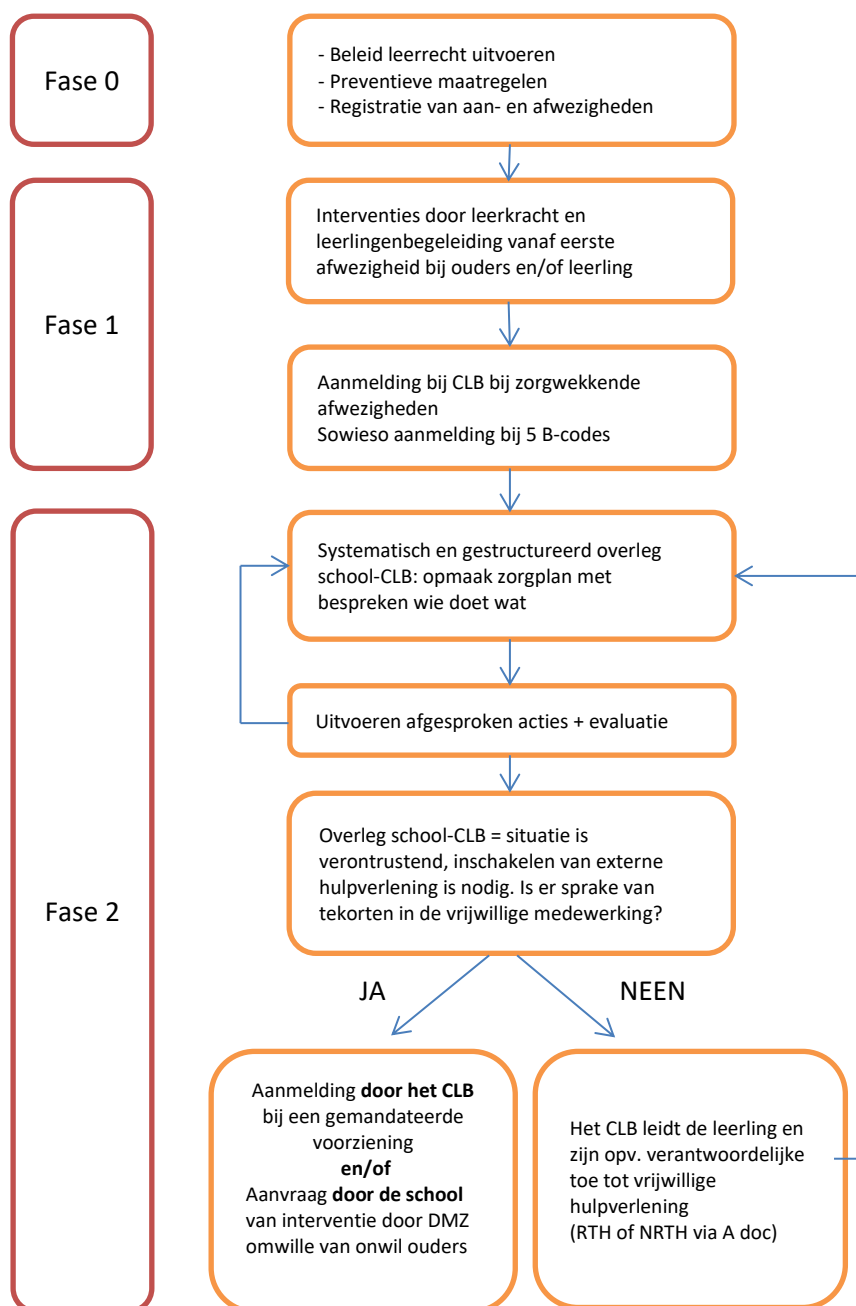 Fase 0
- Beleid leerrecht uitvoeren
- Preventieve maatregelen
- Registratie van aan- en afwezigheden
Fase 1
Interventies door leerkracht en
leerlingenbegeleiding vanaf eerste
afwezigheid bij ouders en/of leerling
Aanmelding bij CLB bij zorgwekkende
afwezigheden
Sowieso aanmelding bij 5 B-codes
Fase 2
Systematisch en gestructureerd overleg
school-CLB: opmaak zorgplan met
bespreken wie doet wat
Uitvoeren afgesproken acties + evaluatie
Overleg school-CLB = situatie is
verontrustend, inschakelen van externe
hulpverlening is nodig. Is er sprake van
tekorten in de vrijwillige medewerking?
JA
NEEN
Aanmelding door het CLB
bij een gemandateerde
voorziening
en/of
Aanvraag door de school
van interventie door DMZ
omwille van onwil ouders
Het CLB leidt de leerling en
zijn opv. verantwoordelijke
toe tot vrijwillige
hulpverlening
(RTH of NRTH via A doc)